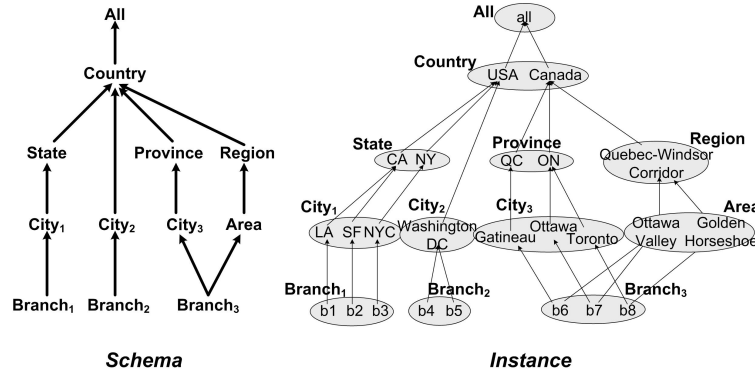 All
Country
State
Province
Region
City₁
City₂
City₃
Area
Branch₁
Branch₂
Branch₃
Schema
All
all
Country
USA Canada
State
CA NY
Province
QC ON
Region
Quebec-Windsor
Corridor
City₁
LA SF NYC
City₂
Washington
DC
City₃
Gatineau
Ottawa
Toronto
Area
Ottawa
Valley
Golden
Horseshoe
Branch₁
b1 b2 b3
Branch₂
b4 b5
Branch₃
b6 b7 b8
Instance